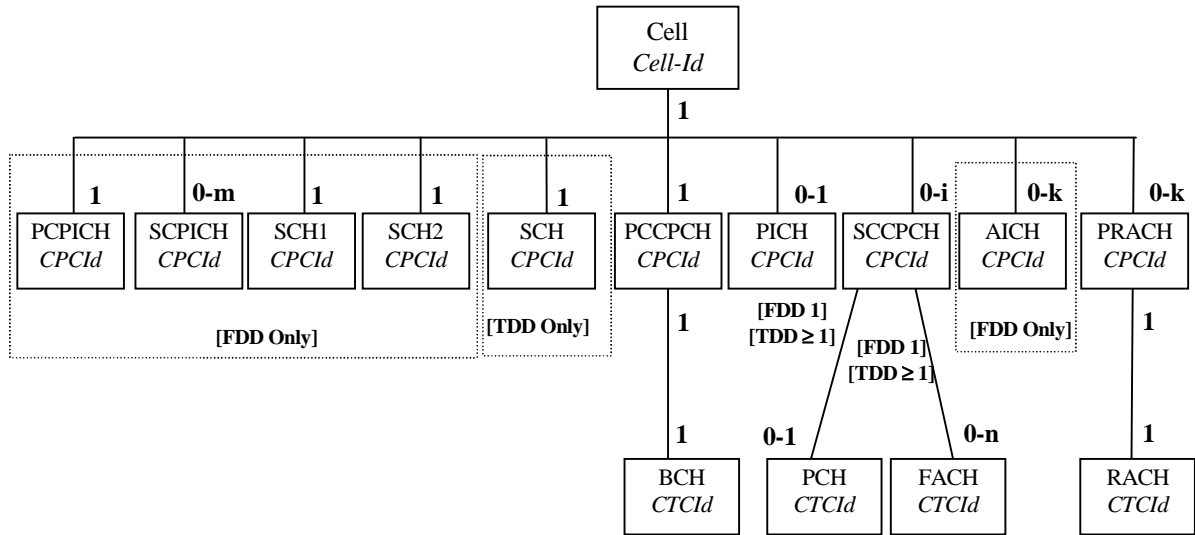 Cell
Cell-Id
1
1
0-m
1
1
1
1
0-1
0-i
0-k
0-k
PCPICH
CPCId
SCPICH
CPCId
SCH1
CPCId
SCH2
CPCId
SCH
CPCId
PCCPCH
CPCId
PICH
CPCId
SCCPCH
CPCId
AICH
CPCId
PRACH
CPCId
[FDD Only]
[TDD Only]
1
[FDD 1]
[TDD ≥ 1]
[FDD 1]
[TDD ≥ 1]
[FDD Only]
1
1
0-1
0-n
1
BCH
CTCId
PCH
CTCId
FACH
CTCId
RACH
CTCId